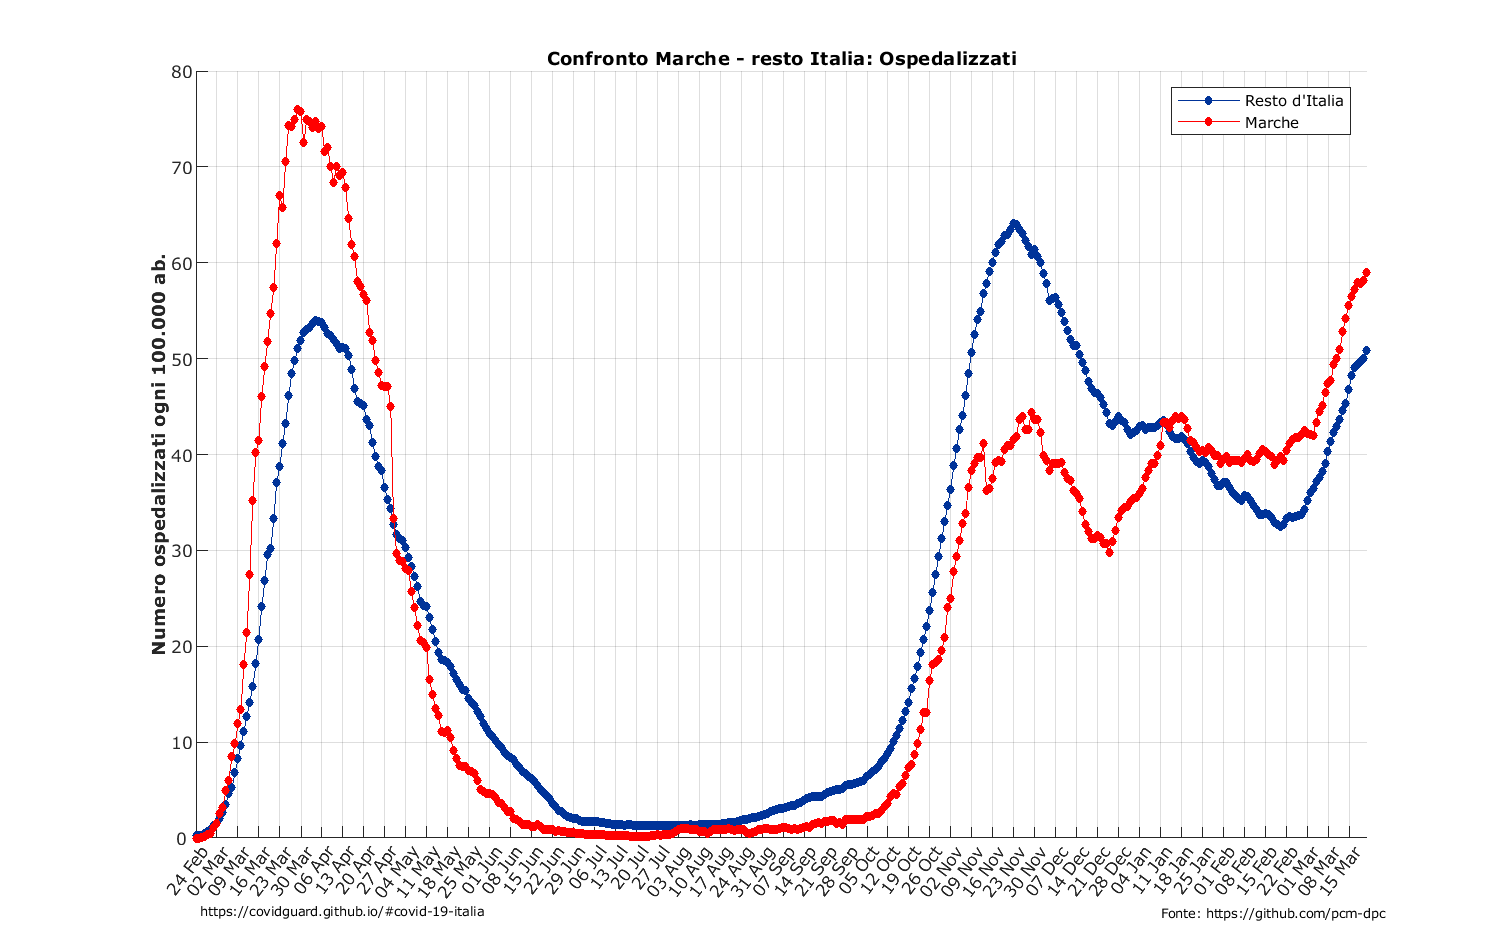 Confronto Marche - resto Italia: Ospedalizzati
Numero ospedalizzati ogni 100.000 ab.
80
70
60
50
40
30
20
10
0
Resto d'Italia
Marche
24 Feb
02 Mar
09 Mar
16 Mar
23 Mar
30 Mar
06 Apr
13 Apr
20 Apr
27 Apr
04 May
11 May
18 May
25 May
01 Jun
08 Jun
15 Jun
22 Jun
29 Jun
06 Jul
13 Jul
20 Jul
27 Jul
03 Aug
10 Aug
17 Aug
24 Aug
31 Aug
07 Sep
14 Sep
21 Sep
28 Sep
05 Oct
12 Oct
19 Oct
26 Oct
02 Nov
09 Nov
16 Nov
23 Nov
30 Nov
07 Dec
14 Dec
21 Dec
28 Dec
04 Jan
11 Jan
18 Jan
25 Jan
01 Feb
08 Feb
15 Feb
22 Feb
01 Mar
08 Mar
15 Mar
https://covidguard.github.io/#covid-19-italia
Fonte: https://github.com/pcm-dpc